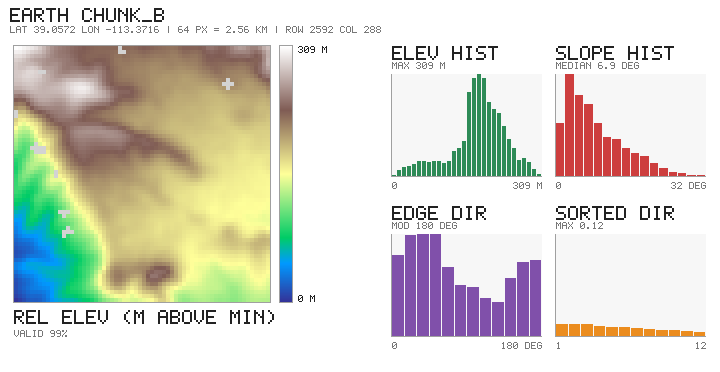 EARTH CHUNK_B
LAT 39.0572 LON -113.3716 | 64 PX = 2.56 KM | ROW 2592 COL 288
309 M
0 M
REL ELEV (M ABOVE MIN)
VALID 99%
ELEV HIST
MAX 309 M
0 309 M
SLOPE HIST
MEDIAN 6.9 DEG
0 32 DEG
EDGE DIR
MOD 180 DEG
0 180 DEG
SORTED DIR
MAX 0.12
1 12